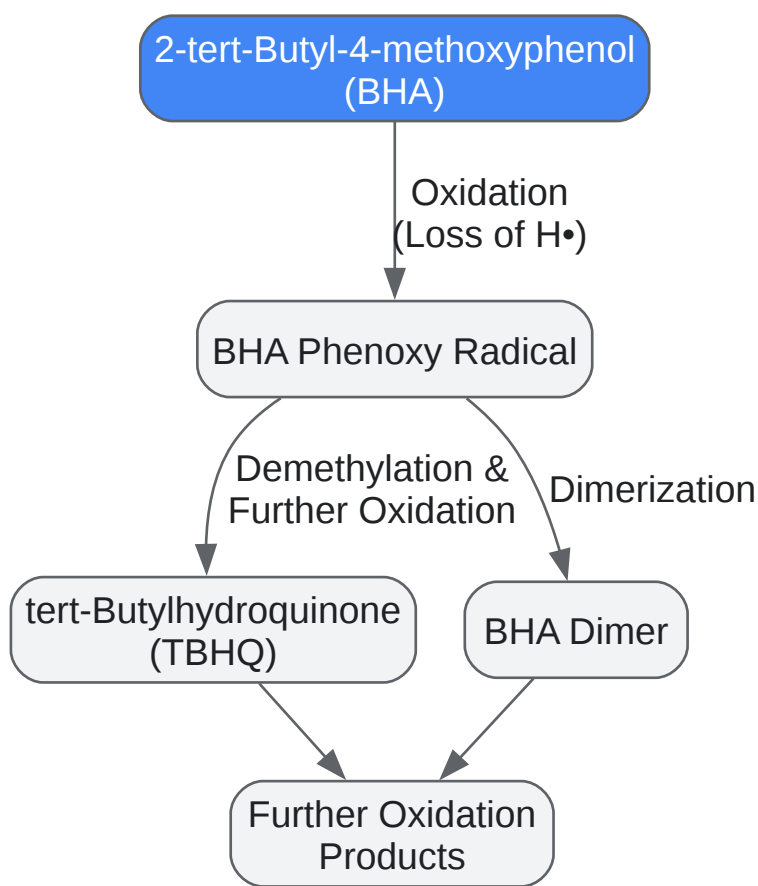 2-tert-Butyl-4-methoxyphenol
(BHA)
Oxidation
(Loss of H•)
BHA Phenoxy Radical
Demethylation &
Further Oxidation
Dimerization
tert-Butylhydroquinone
(TBHQ)
BHA Dimer
Further Oxidation
Products